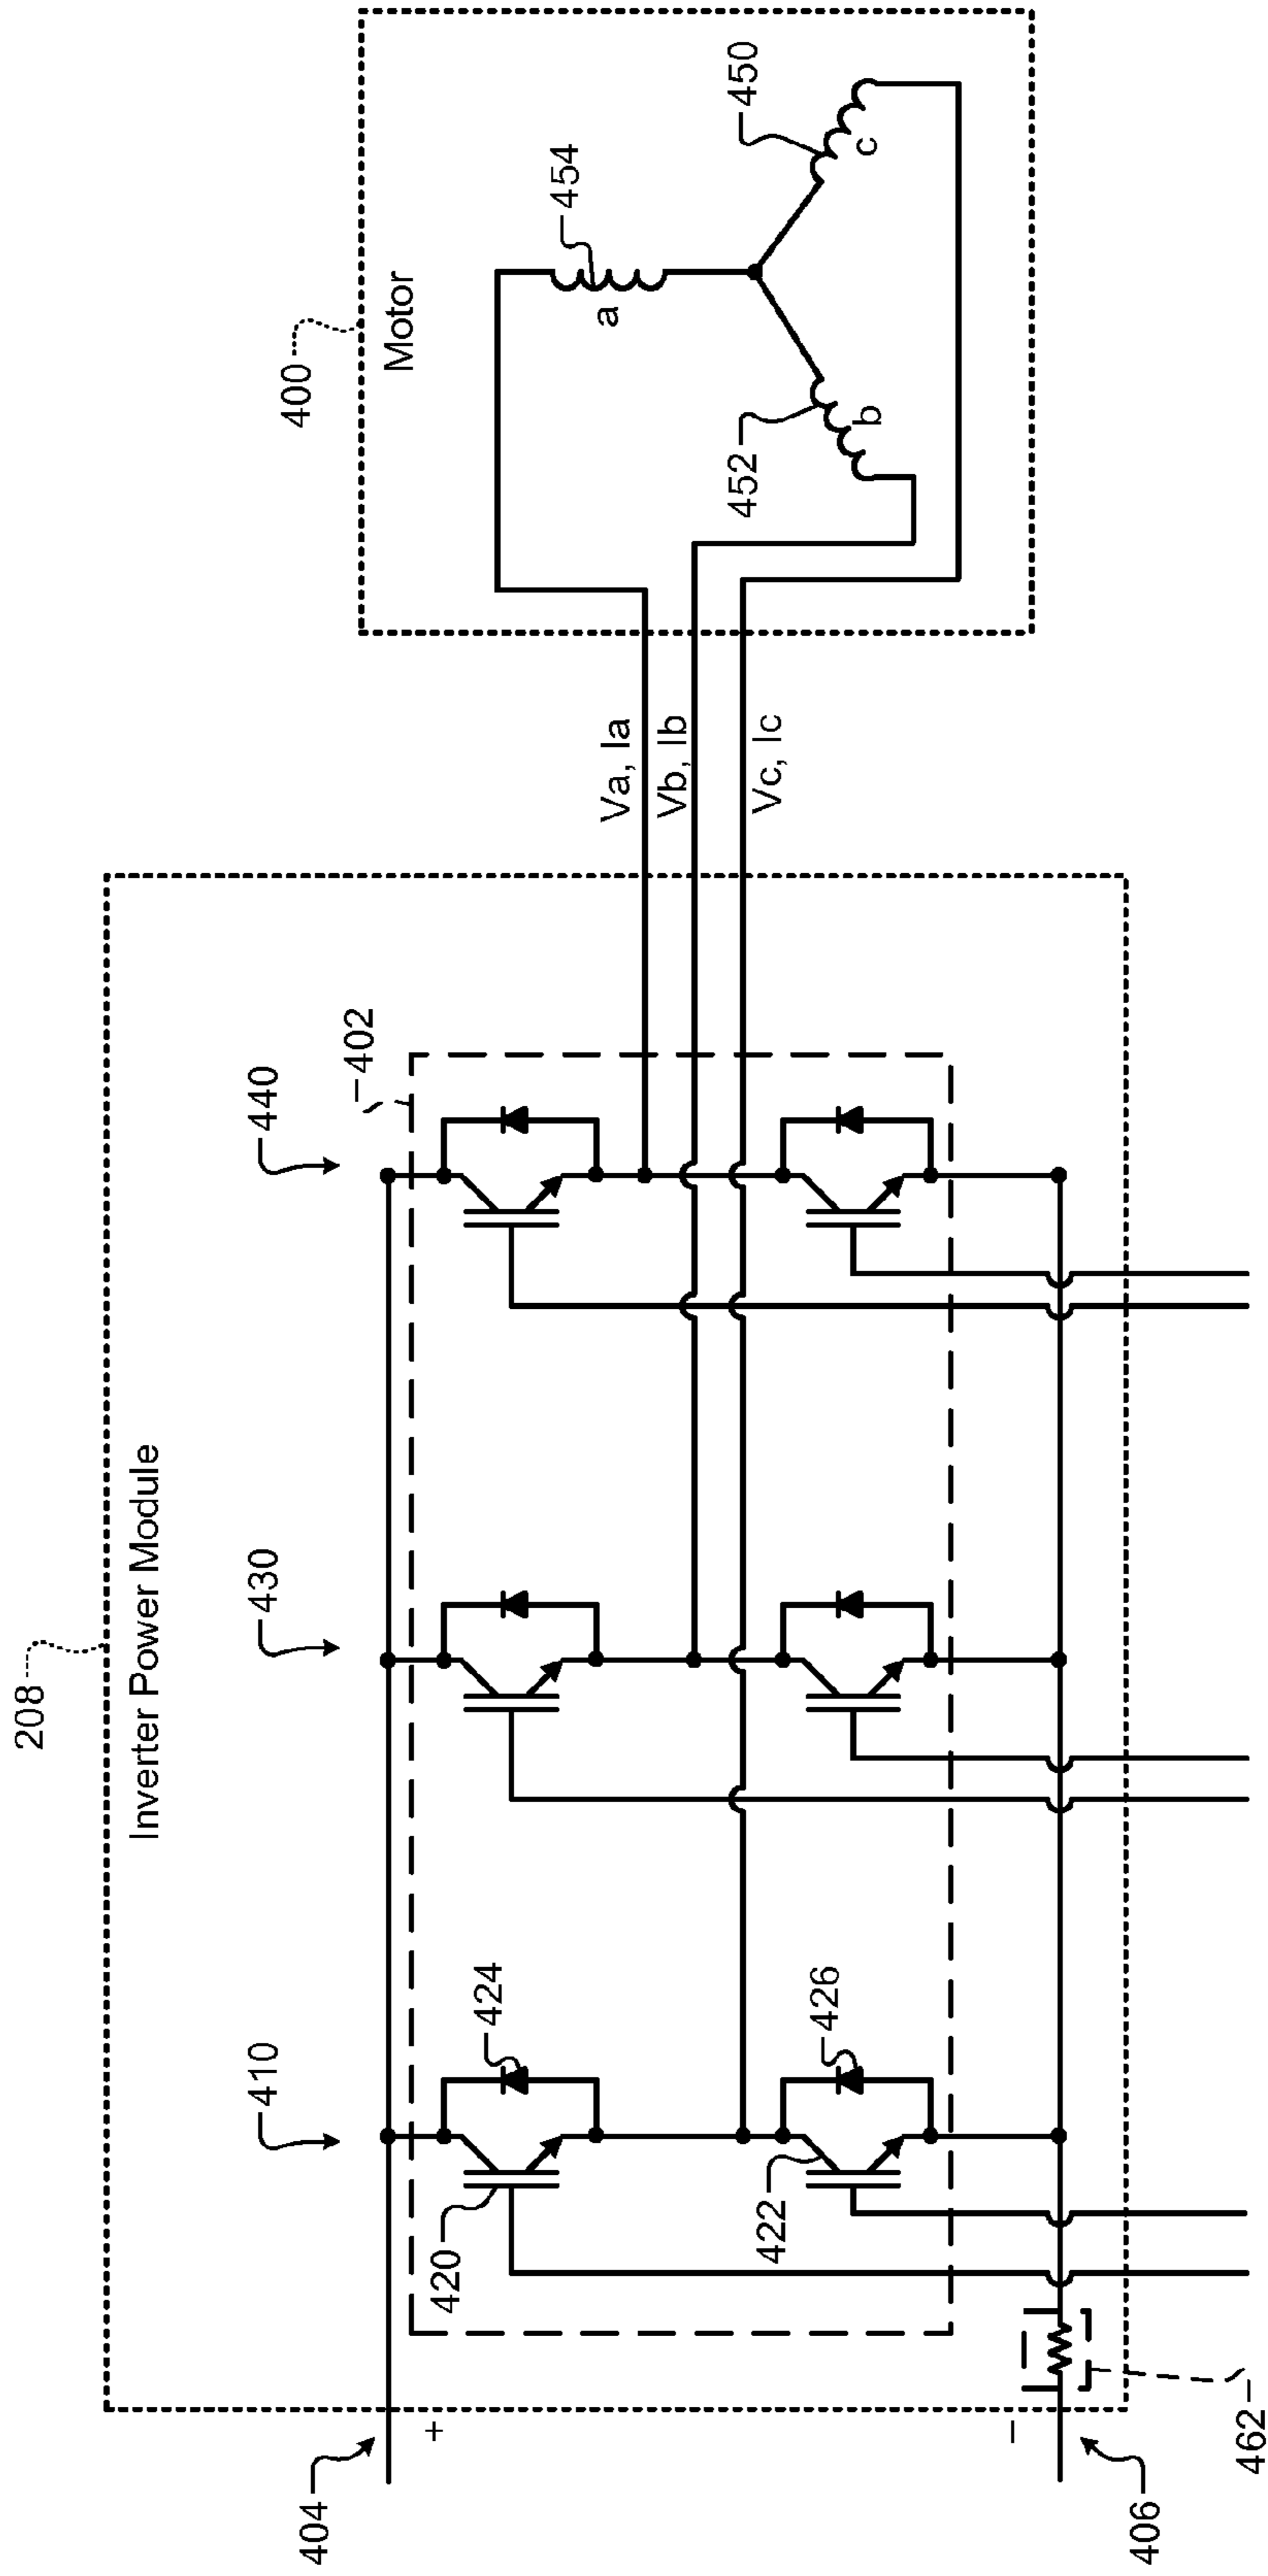 208
Inverter Power Module
400
Motor
410
430
440
402
404
+
420
424
422
426
Va, Ia
Vb, Ib
Vc, Ic
454
a
452
b
450
c
–
406
462